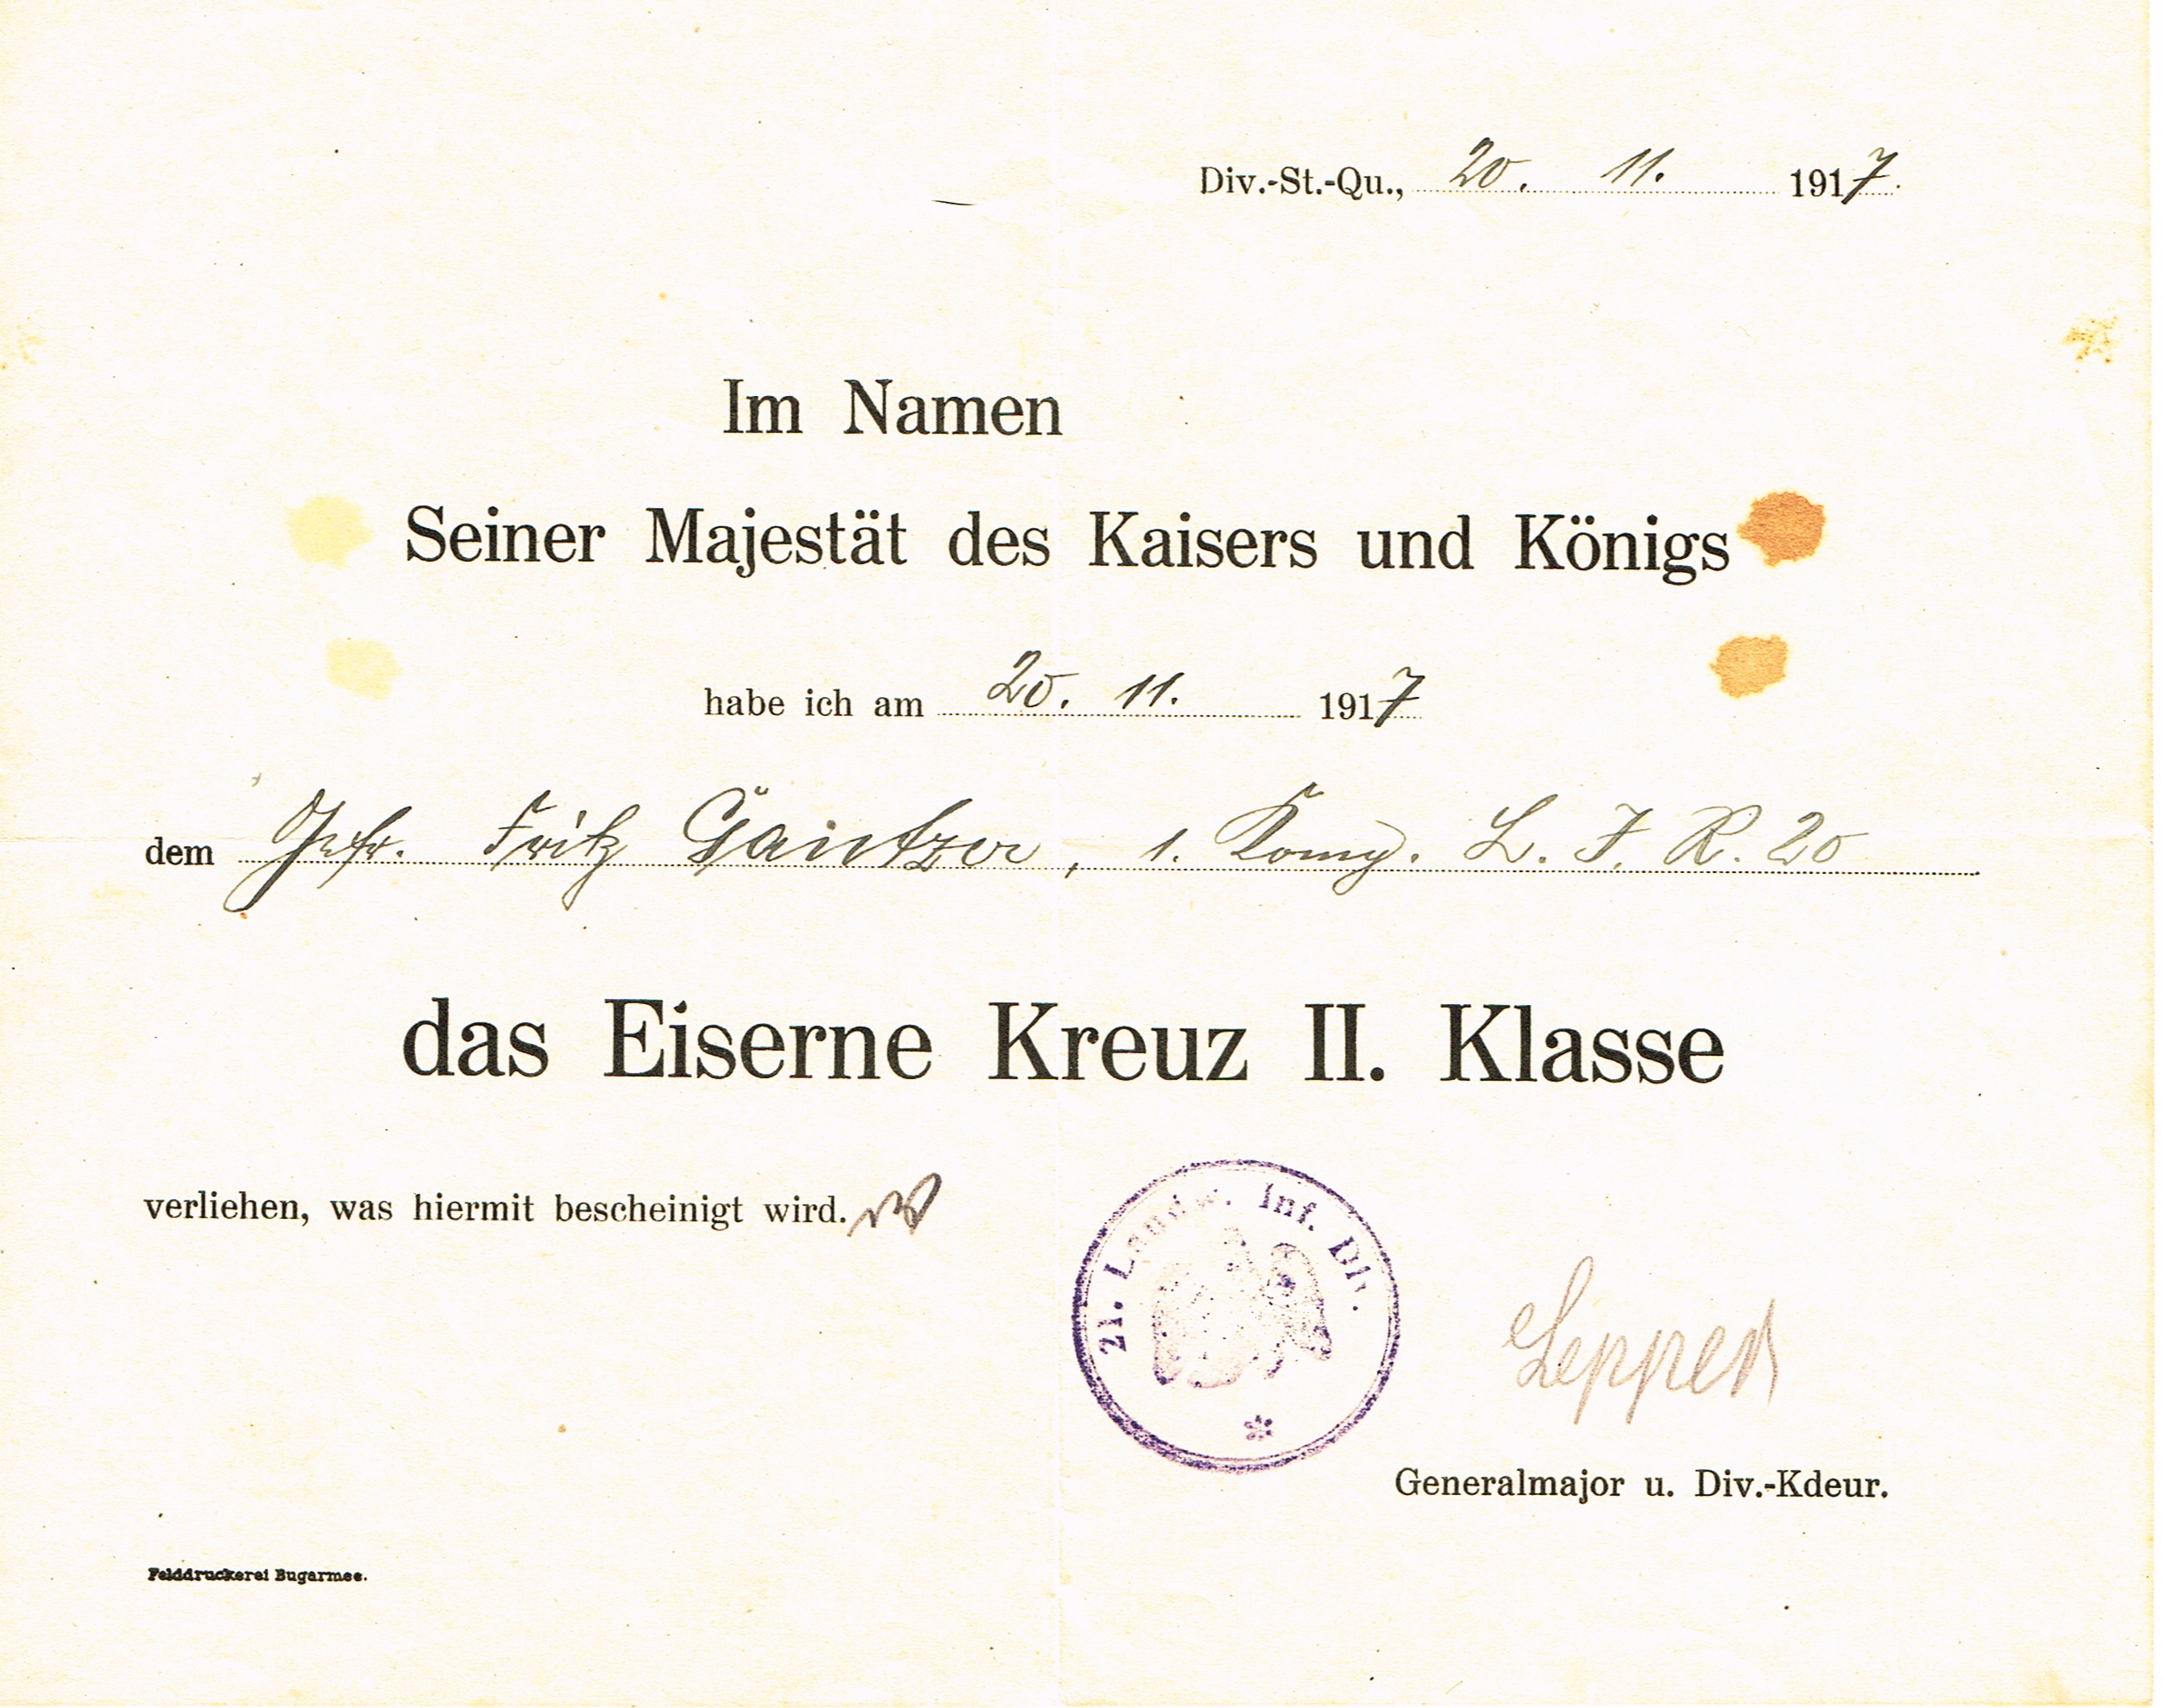 Div.-St.-Qu., 20. 11. 1917.
Im Namen
Seiner Majestät des Kaisers und Königs
habe ich am 20. 11. 1917
dem Gefr. Fritz Gäntzer, 1. Komp. L. I. R. 20
das Eiserne Kreuz II. Klasse
verliehen, was hiermit bescheinigt wird.
21. Landw. Inf. Div.
Generalmajor u. Div.-Kdeur.
Felddruckerei Bugarmee.